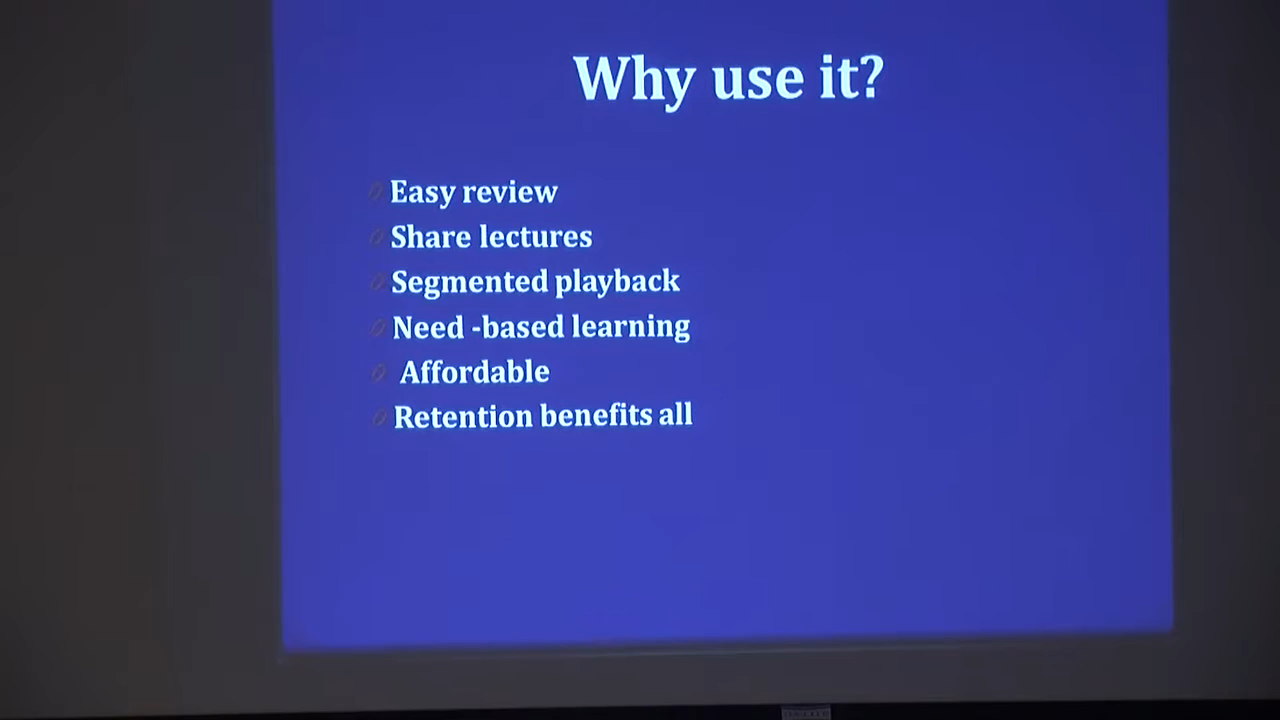 Why use it?
Easy review
Share lectures
Segmented playback
Need -based learning
Affordable
Retention benefits all